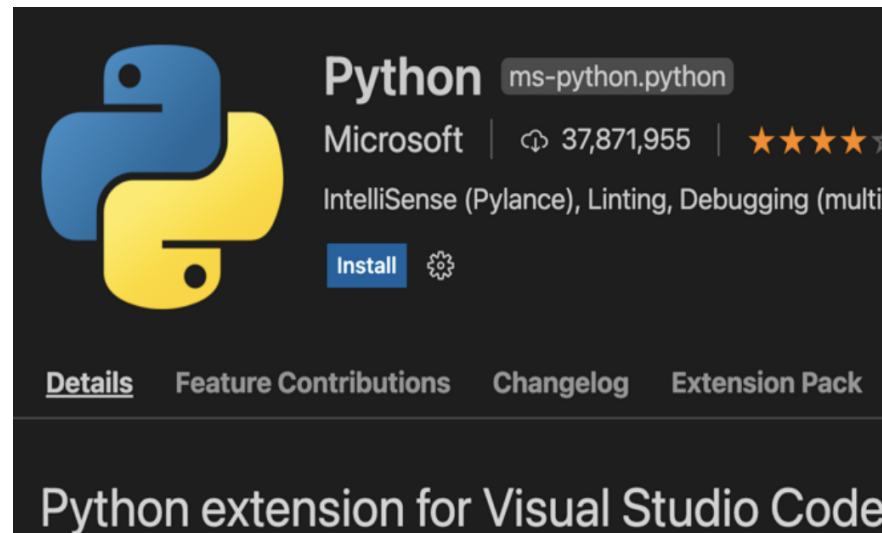 Python ms-python.python
Microsoft 37,871,955
IntelliSense (Pylance), Linting, Debugging (multi
Install
Details Feature Contributions Changelog Extension Pack
Python extension for Visual Studio Code